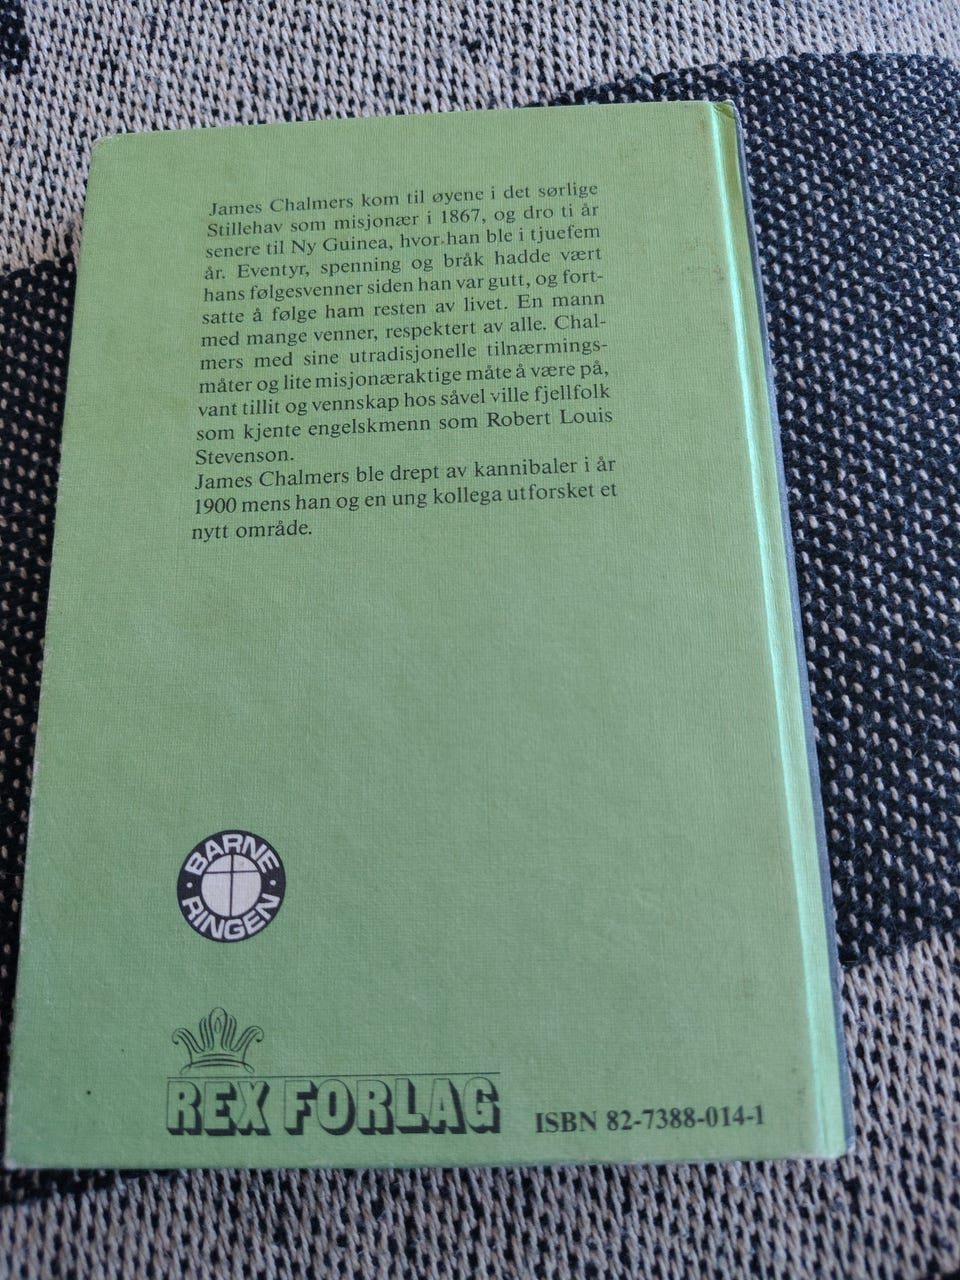 James Chalmers kom til øyene i det sørlige
Stillehav som misjonær i 1867, og dro ti år
senere til Ny Guinea, hvor han ble i tjuefem
år. Eventyr, spenning og bråk hadde vært
hans følgesvenner siden han var gutt, og fort-
satte å følge ham resten av livet. En mann
med mange venner, respektert av alle. Chal-
mers med sine utradisjonelle tilnærmings-
måter og lite misjonæraktige måte å være på,
vant tillit og vennskap hos såvel ville fjellfolk
som kjente engelskmenn som Robert Louis
Stevenson.
James Chalmers ble drept av kannibaler i år
1900 mens han og en ung kollega utforsket et
nytt område.
BARNE
RINGEN
REX FORLAG
ISBN 82-7388-014-1